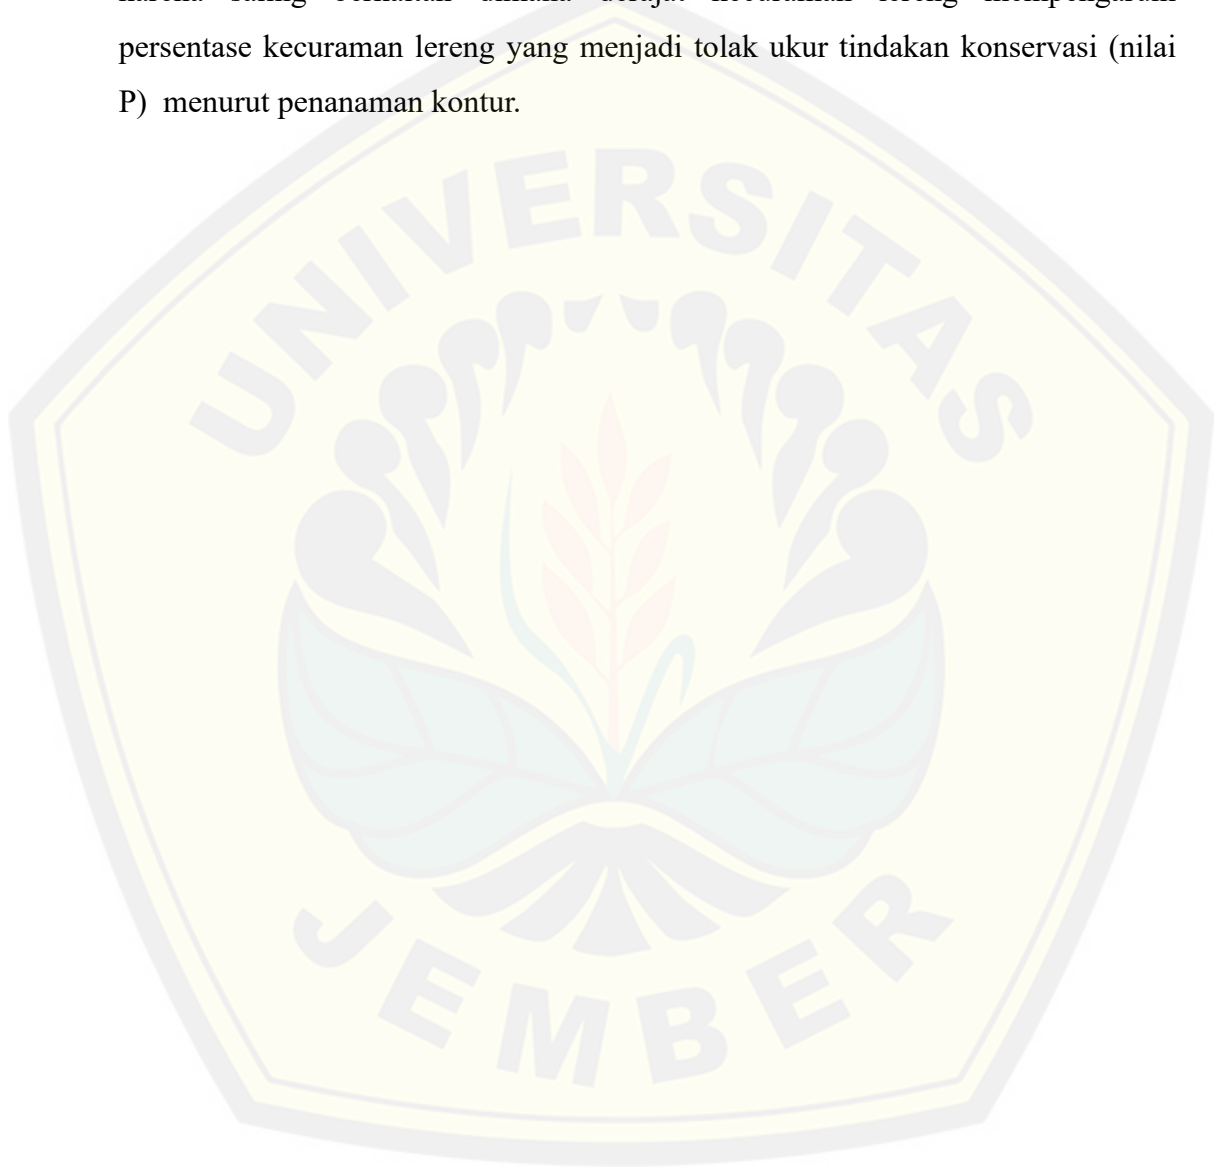 persentase kecuraman lereng yang menjadi tolak ukur tindakan konservasi (nilai
P)  menurut penanaman kontur.
UNIVERSITAS
JEMBER